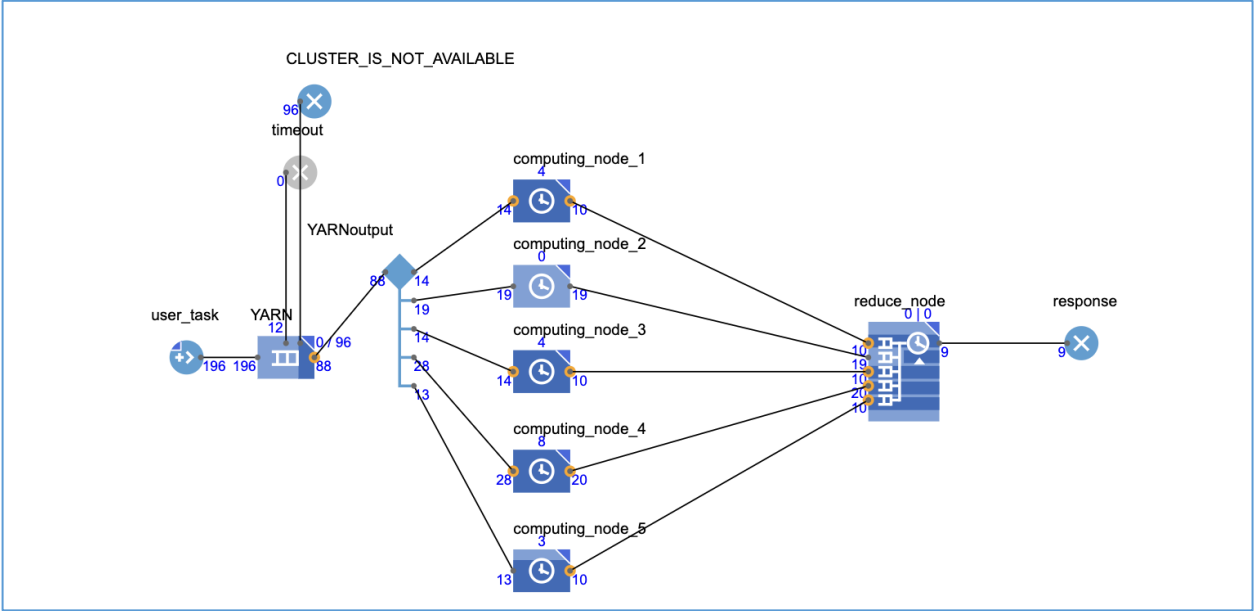 CLUSTER_IS_NOT_AVAILABLE
96
timeout
0
computing_node_1
4
14
10
YARNoutput
88
14
19
14
28
13
computing_node_2
0
19
19
user_task
196
YARN
12
196
0 / 96
88
computing_node_3
4
14
10
reduce_node
0 | 0
10
19
10
20
10
9
response
9
computing_node_4
8
28
20
computing_node_5
3
13
10